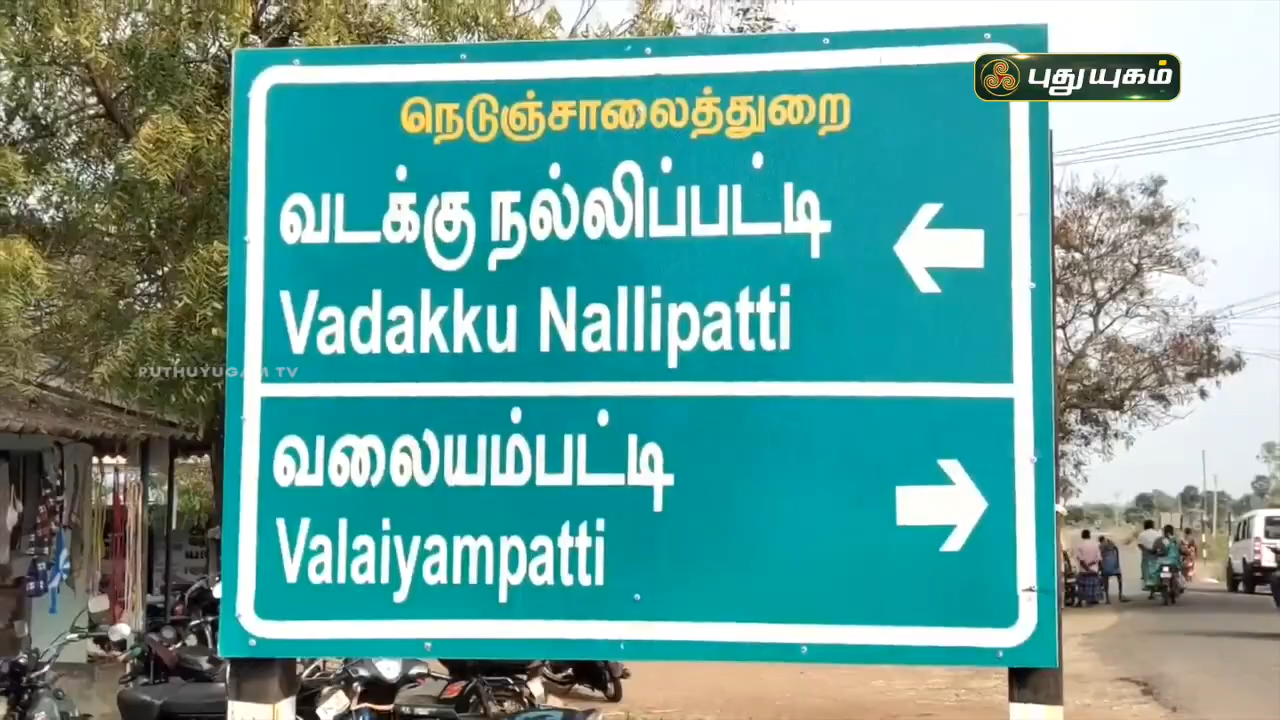 புதுயுகம்
நெடுஞ்சாலைத்துறை
வடக்கு நல்லிப்பட்டி
Vadakku Nallipatti
PUTHUYUGAM TV
வலையம்பட்டி
Valaiyampatti